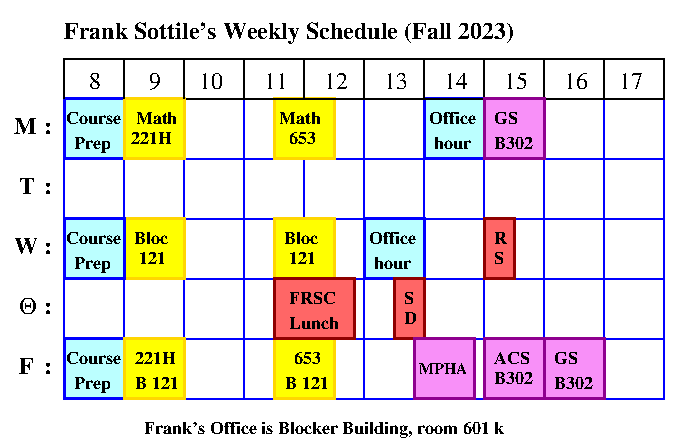 Frank Sottile's Weekly Schedule (Fall 2023)
8 9 10 11 12 13 14 15 16 17
M : Course Prep Math 221H Math 653 Office hour GS B302
T :
W : Course Prep Bloc 121 Bloc 121 Office hour R S
Θ : FRSC Lunch S D
F : Course Prep 221H B 121 653 B 121 MPHA ACS B302 GS B302
Frank's Office is Blocker Building, room 601 k